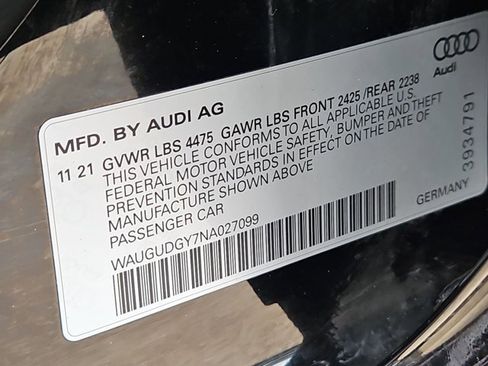 Audi
MFD. BY AUDI AG
11 21 GVWR LBS 4475 GAWR LBS FRONT 2425 /REAR 2238
THIS VEHICLE CONFORMS TO ALL APPLICABLE U.S.
FEDERAL MOTOR VEHICLE SAFETY, BUMPER AND THEFT
PREVENTION STANDARDS IN EFFECT ON THE DATE OF
MANUFACTURE SHOWN ABOVE
PASSENGER CAR
WAUGUDGY7NA027099
GERMANY
3934791